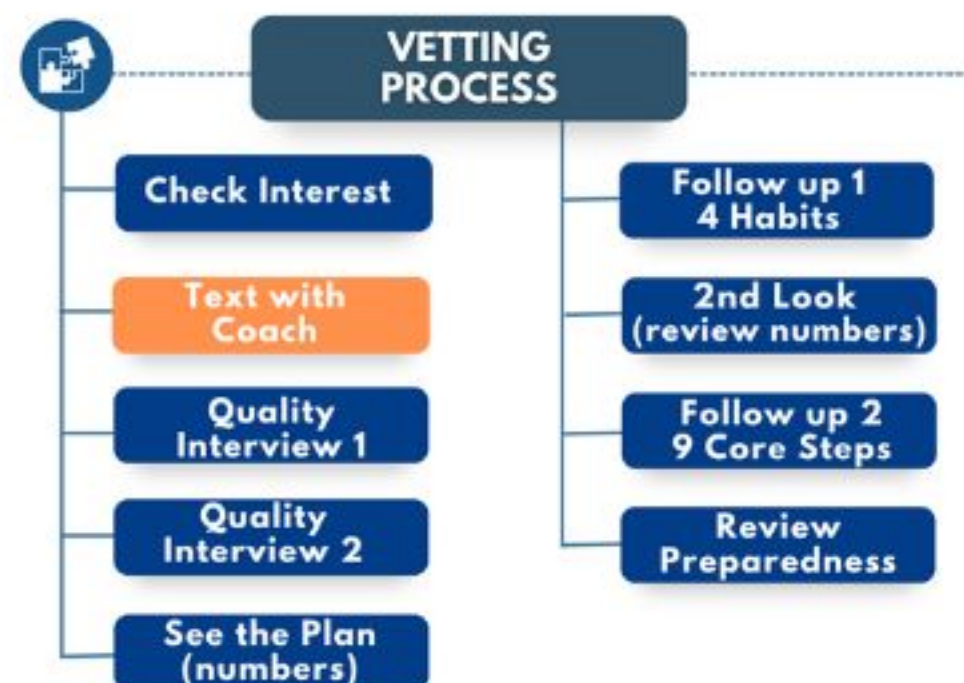 VETTING
PROCESS
Check Interest
Text with
Coach
Quality
Interview 1
Quality
Interview 2
See the Plan
(numbers)
Follow up 1
4 Habits
2nd Look
(review numbers)
Follow up 2
9 Core Steps
Review
Preparedness